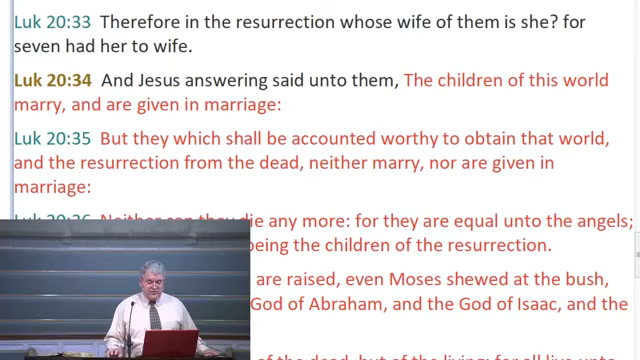 Luk 20:33 Therefore in the resurrection whose wife of them is she? for
seven had her to wife.
Luk 20:34 And Jesus answering said unto them, The children of this world
marry, and are given in marriage:
Luk 20:35 But they which shall be accounted worthy to obtain that world,
and the resurrection from the dead, neither marry, nor are given in
marriage:
Luk 20:36 Neither can they die any more: for they are equal unto the angels;
being the children of the resurrection.
are raised, even Moses shewed at the bush,
God of Abraham, and the God of Isaac, and the
of the dead, but of the living: for all live unto